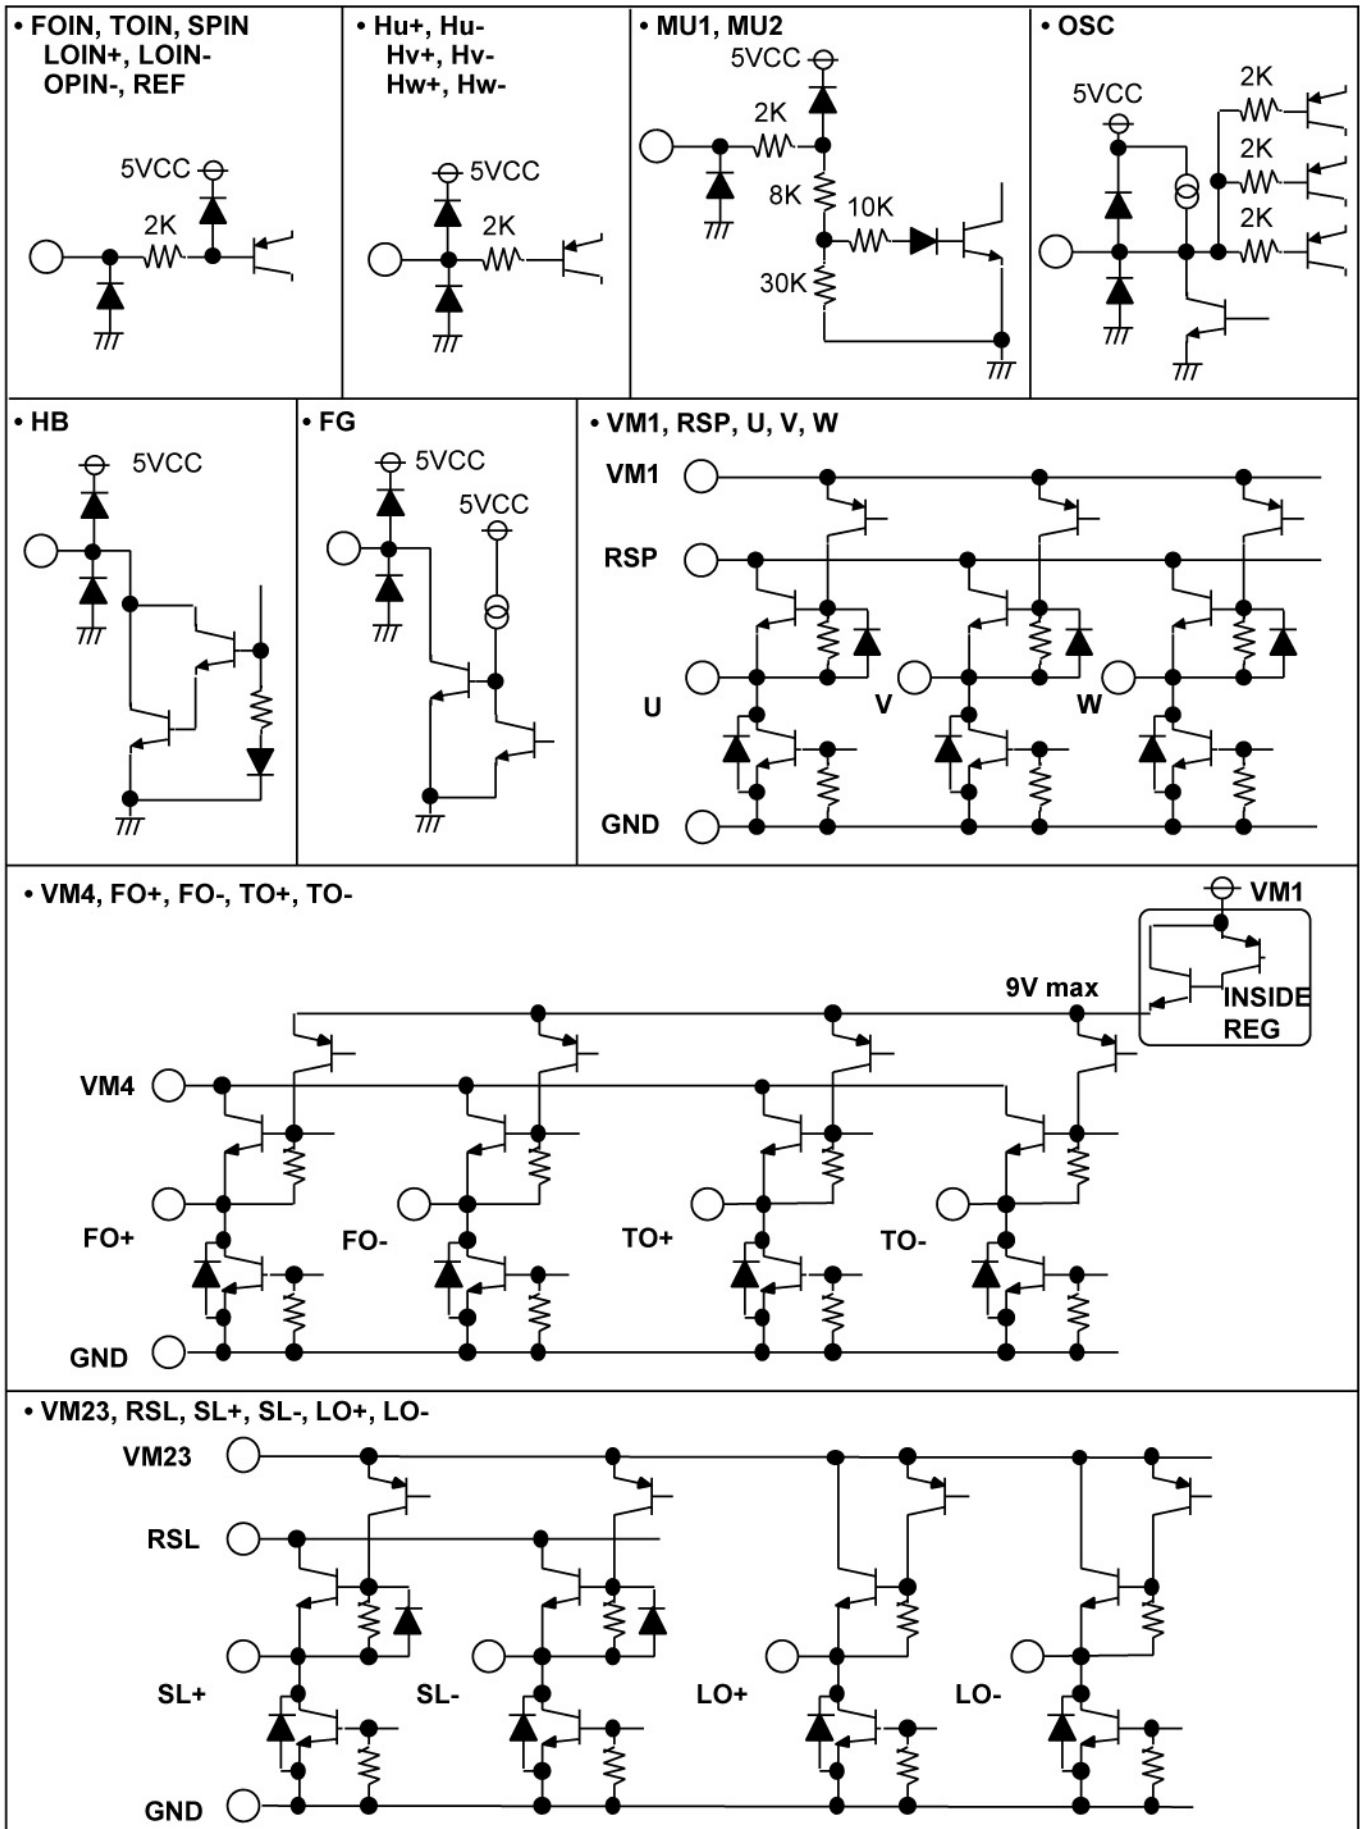 • FOIN, TOIN, SPIN
LOIN+, LOIN-
OPIN-, REF
5VCC
2K
• Hu+, Hu-
Hv+, Hv-
Hw+, Hw-
5VCC
2K
• MU1, MU2
5VCC
2K
8K
10K
30K
• OSC
5VCC
2K
2K
2K
• HB
5VCC
• FG
5VCC
5VCC
• VM1, RSP, U, V, W
VM1
RSP
U
V
W
GND
• VM4, FO+, FO-, TO+, TO-
VM1
9V max
INSIDE
REG
VM4
FO+
FO-
TO+
TO-
GND
• VM23, RSL, SL+, SL-, LO+, LO-
VM23
RSL
SL+
SL-
LO+
LO-
GND